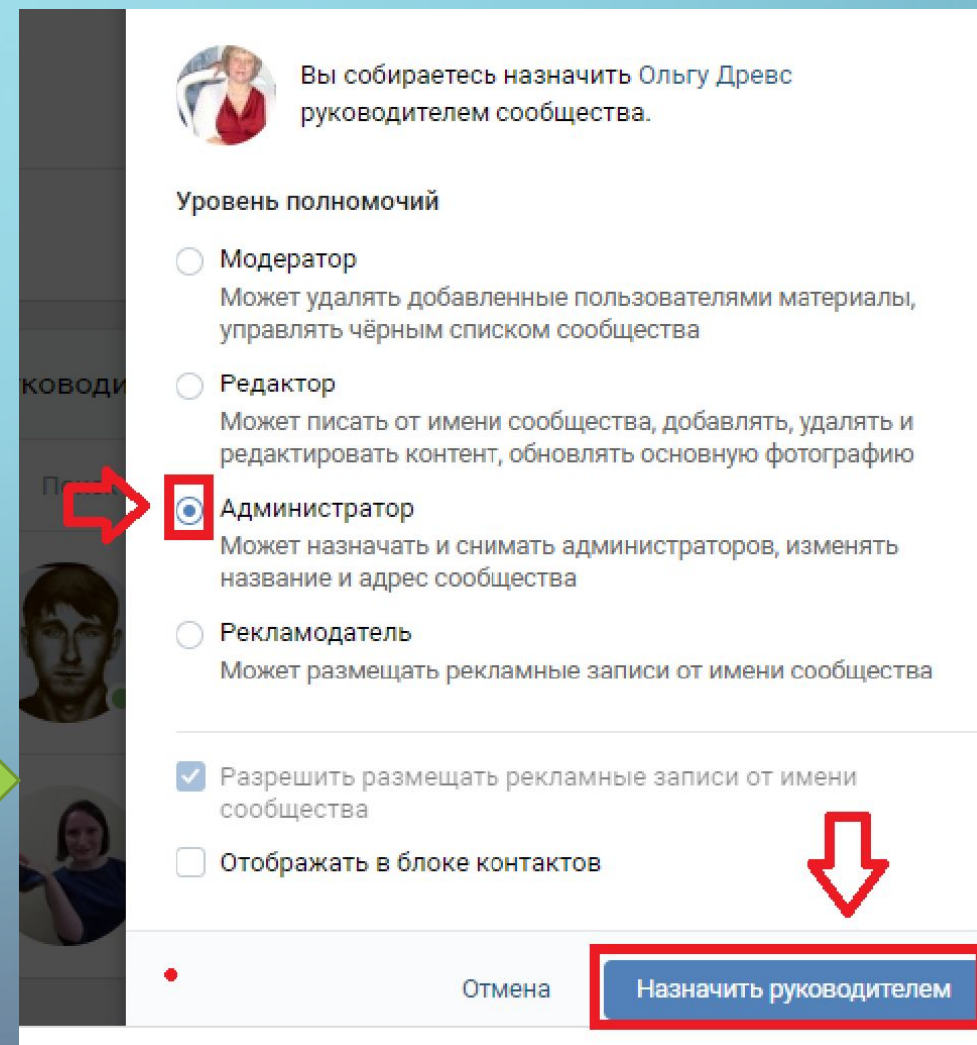 Вы собираетесь назначить Ольгу Древс
руководителем сообщества.
Уровень полномочий
Модератор
Может удалять добавленные пользователями материалы,
управлять чёрным списком сообщества
Редактор
Может писать от имени сообщества, добавлять, удалять и
редактировать контент, обновлять основную фотографию
Администратор
Может назначать и снимать администраторов, изменять
название и адрес сообщества
Рекламодатель
Может размещать рекламные записи от имени сообщества
Разрешить размещать рекламные записи от имени
сообщества
Отображать в блоке контактов
Отмена
Назначить руководителем